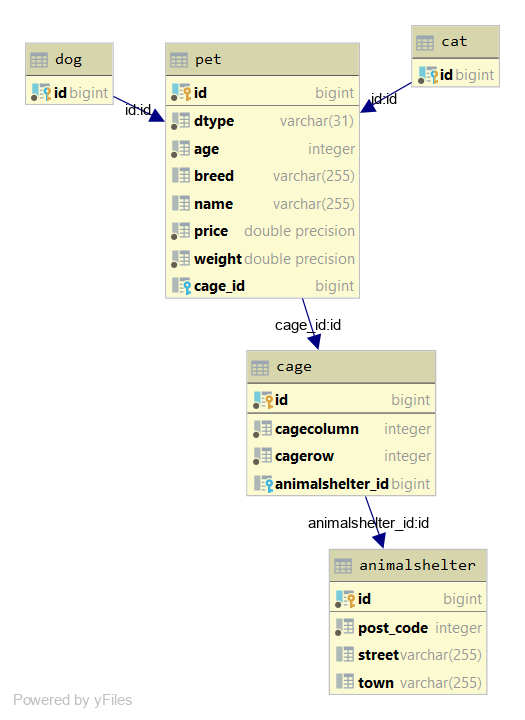 dog
id bigint
id:id
pet
id bigint
dtype varchar(31)
age integer
breed varchar(255)
name varchar(255)
price double precision
weight double precision
cage_id bigint
cat
id bigint
id:id
cage_id:id
cage
id bigint
cagecolumn integer
cagerow integer
animalshelter_id bigint
animalshelter_id:id
animalshelter
id bigint
post_code integer
street varchar(255)
town varchar(255)
Powered by yFiles